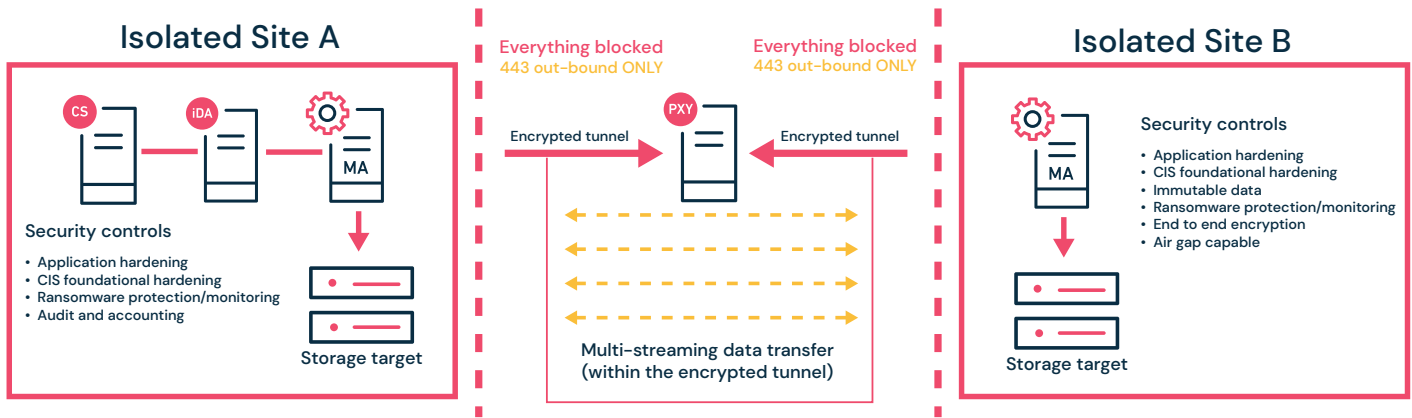 Isolated Site A
CS
iDA
MA
Security controls
• Application hardening
• CIS foundational hardening
• Ransomware protection/monitoring
• Audit and accounting
Storage target
Everything blocked
443 out-bound ONLY
Everything blocked
443 out-bound ONLY
PXY
Encrypted tunnel
Encrypted tunnel
Multi-streaming data transfer
(within the encrypted tunnel)
Isolated Site B
MA
Security controls
• Application hardening
• CIS foundational hardening
• Immutable data
• Ransomware protection/monitoring
• End to end encryption
• Air gap capable
Storage target